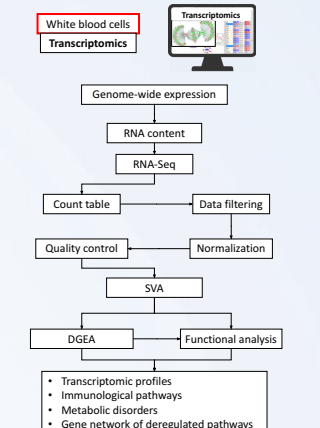 White blood cells
Transcriptomics
Transcriptomics
Genome-wide expression
RNA content
RNA-Seq
Count table
Data filtering
Quality control
Normalization
SVA
DGEA
Functional analysis
• Transcriptomic profiles
• Immunological pathways
• Metabolic disorders
• Gene network of deregulated pathways